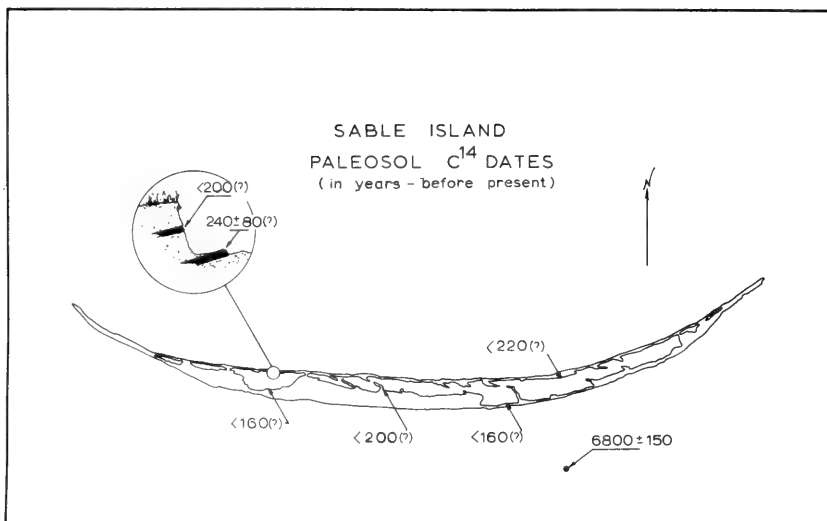 SABLE ISLAND
PALEOSOL C14 DATES
(in years - before present)
N
<200(?)
240±80(?)
<220(?)
<160(?)
<200(?)
<160(?)
6800±150